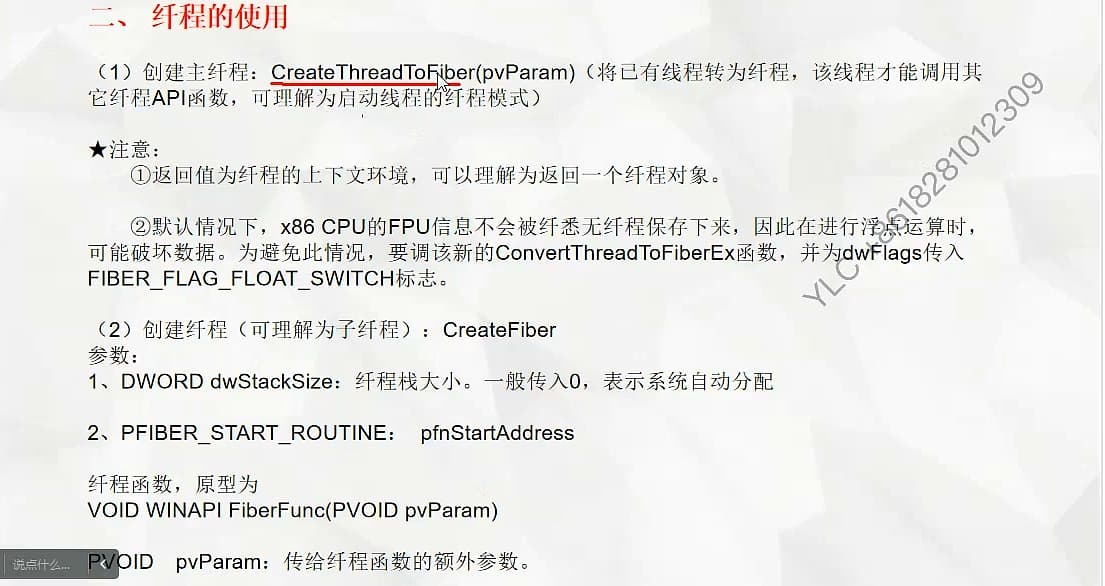 二、 纤程的使用
（1）创建主纤程：CreateThreadToFiber(pvParam)（将已有线程转为纤程，该线程才能调用其
它纤程API函数，可理解为启动线程的纤程模式）
★注意：
①返回值为纤程的上下文环境，可以理解为返回一个纤程对象。
②默认情况下，x86 CPU的FPU信息不会被纤悉无纤程保存下来，因此在进行浮点运算时，
可能破坏数据。为避免此情况，要调该新的ConvertThreadToFiberEx函数，并为dwFlags传入
FIBER_FLAG_FLOAT_SWITCH标志。
（2）创建纤程（可理解为子纤程）：CreateFiber
参数：
1、DWORD dwStackSize：纤程栈大小。一般传入0，表示系统自动分配
2、PFIBER_START_ROUTINE： pfnStartAddress
纤程函数，原型为
VOID WINAPI FiberFunc(PVOID pvParam)
PVOID pvParam：传给纤程函数的额外参数。
说点什么...
YLC +8618281012309